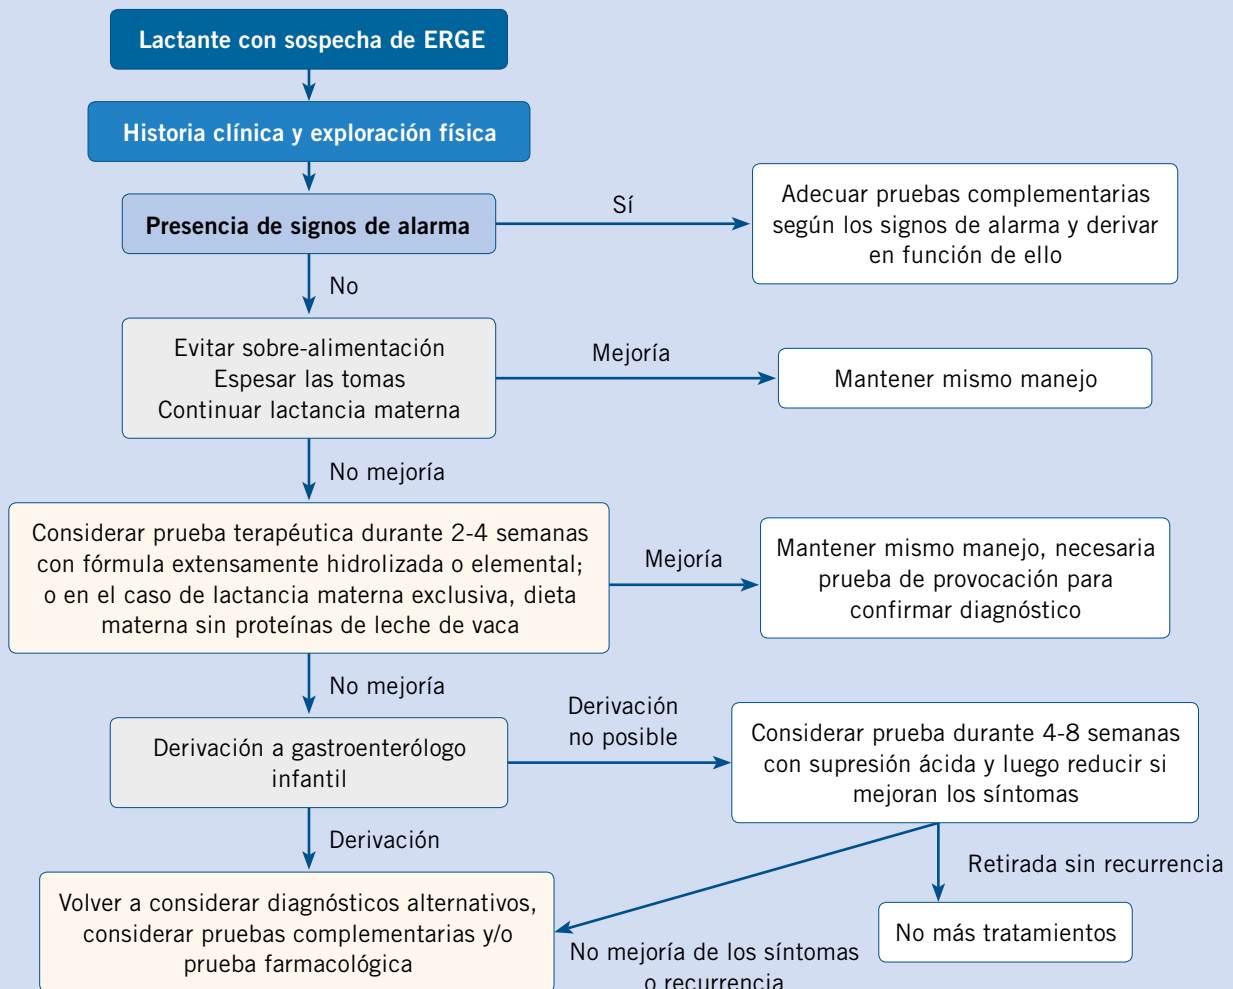 Lactante con sospecha de ERGE
Historia clínica y exploración física
Presencia de signos de alarma
Sí
Adecuar pruebas complementarias
según los signos de alarma y derivar
en función de ello
No
Evitar sobre-alimentación
Espesar las tomas
Continuar lactancia materna
Mejoría
Mantener mismo manejo
No mejoría
Considerar prueba terapéutica durante 2-4 semanas
con fórmula extensamente hidrolizada o elemental;
o en el caso de lactancia materna exclusiva, dieta
materna sin proteínas de leche de vaca
Mejoría
Mantener mismo manejo, necesaria
prueba de provocación para
confirmar diagnóstico
No mejoría
Derivación a gastroenterólogo
infantil
Derivación
no posible
Considerar prueba durante 4-8 semanas
con supresión ácida y luego reducir si
mejoran los síntomas
Derivación
Retirada sin recurrencia
Volver a considerar diagnósticos alternativos,
considerar pruebas complementarias y/o
prueba farmacológica
No más tratamientos
No mejoría de los síntomas
o recurrencia